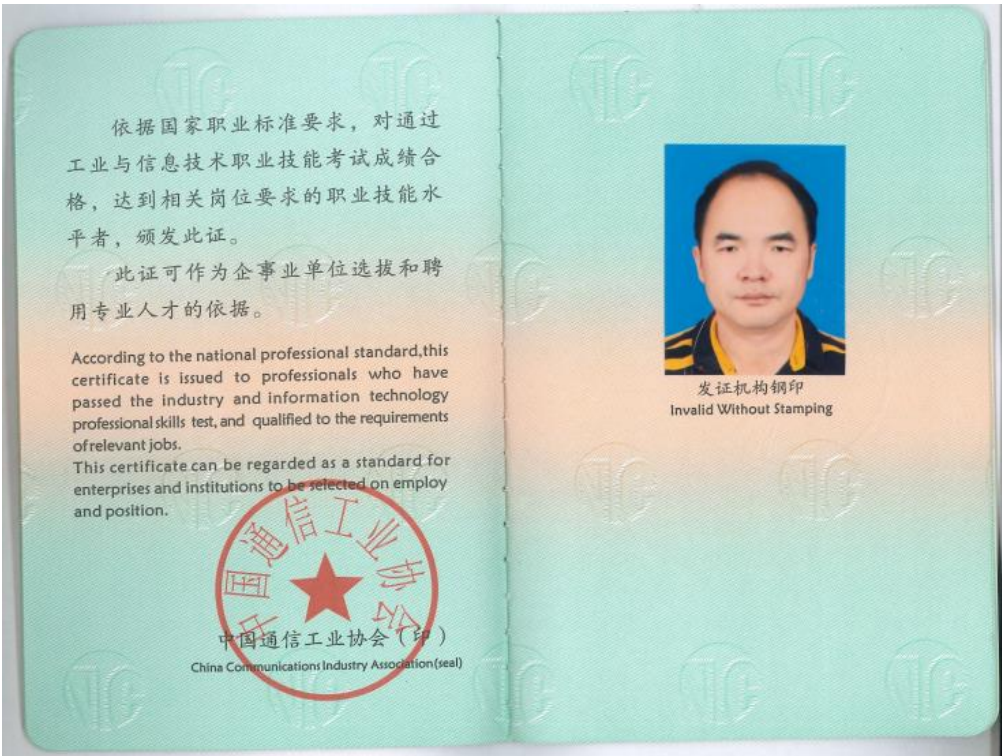 依据国家职业标准要求，对通过
工业与信息技术职业技能考试成绩合
格，达到相关岗位要求的职业技能水
平者，颁发此证。
此证可作为企事业单位选拔和聘
用专业人才的依据。
According to the national professional standard,this
certificate is issued to professionals who have
passed the industry and information technology
professional skills test, and qualified to the requirements
of relevant jobs.
This certificate can be regarded as a standard for
enterprises and institutions to be selected on employ
and position.
中国通信工业协会
中国通信工业协会（印）
China Communications Industry Association(seal)
发证机构钢印
Invalid Without Stamping